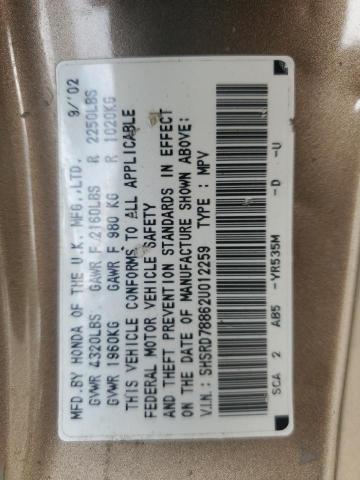 MFD.BY HONDA OF THE U.K. MFG.,LTD. 9/'02
GVWR 4320LBS GAWR F 2160LBS R 2250LBS
GVWR 1960KG GAWR F 980 KG R 1020KG
THIS VEHICLE CONFORMS TO ALL APPLICABLE
FEDERAL MOTOR VEHICLE SAFETY
AND THEFT PREVENTION STANDARDS IN EFFECT
ON THE DATE OF MANUFACTURE SHOWN ABOVE:
V.I.N.: SHSRD78862U012259 TYPE: MPV
SCA 2 A85 -YR535M -D -U